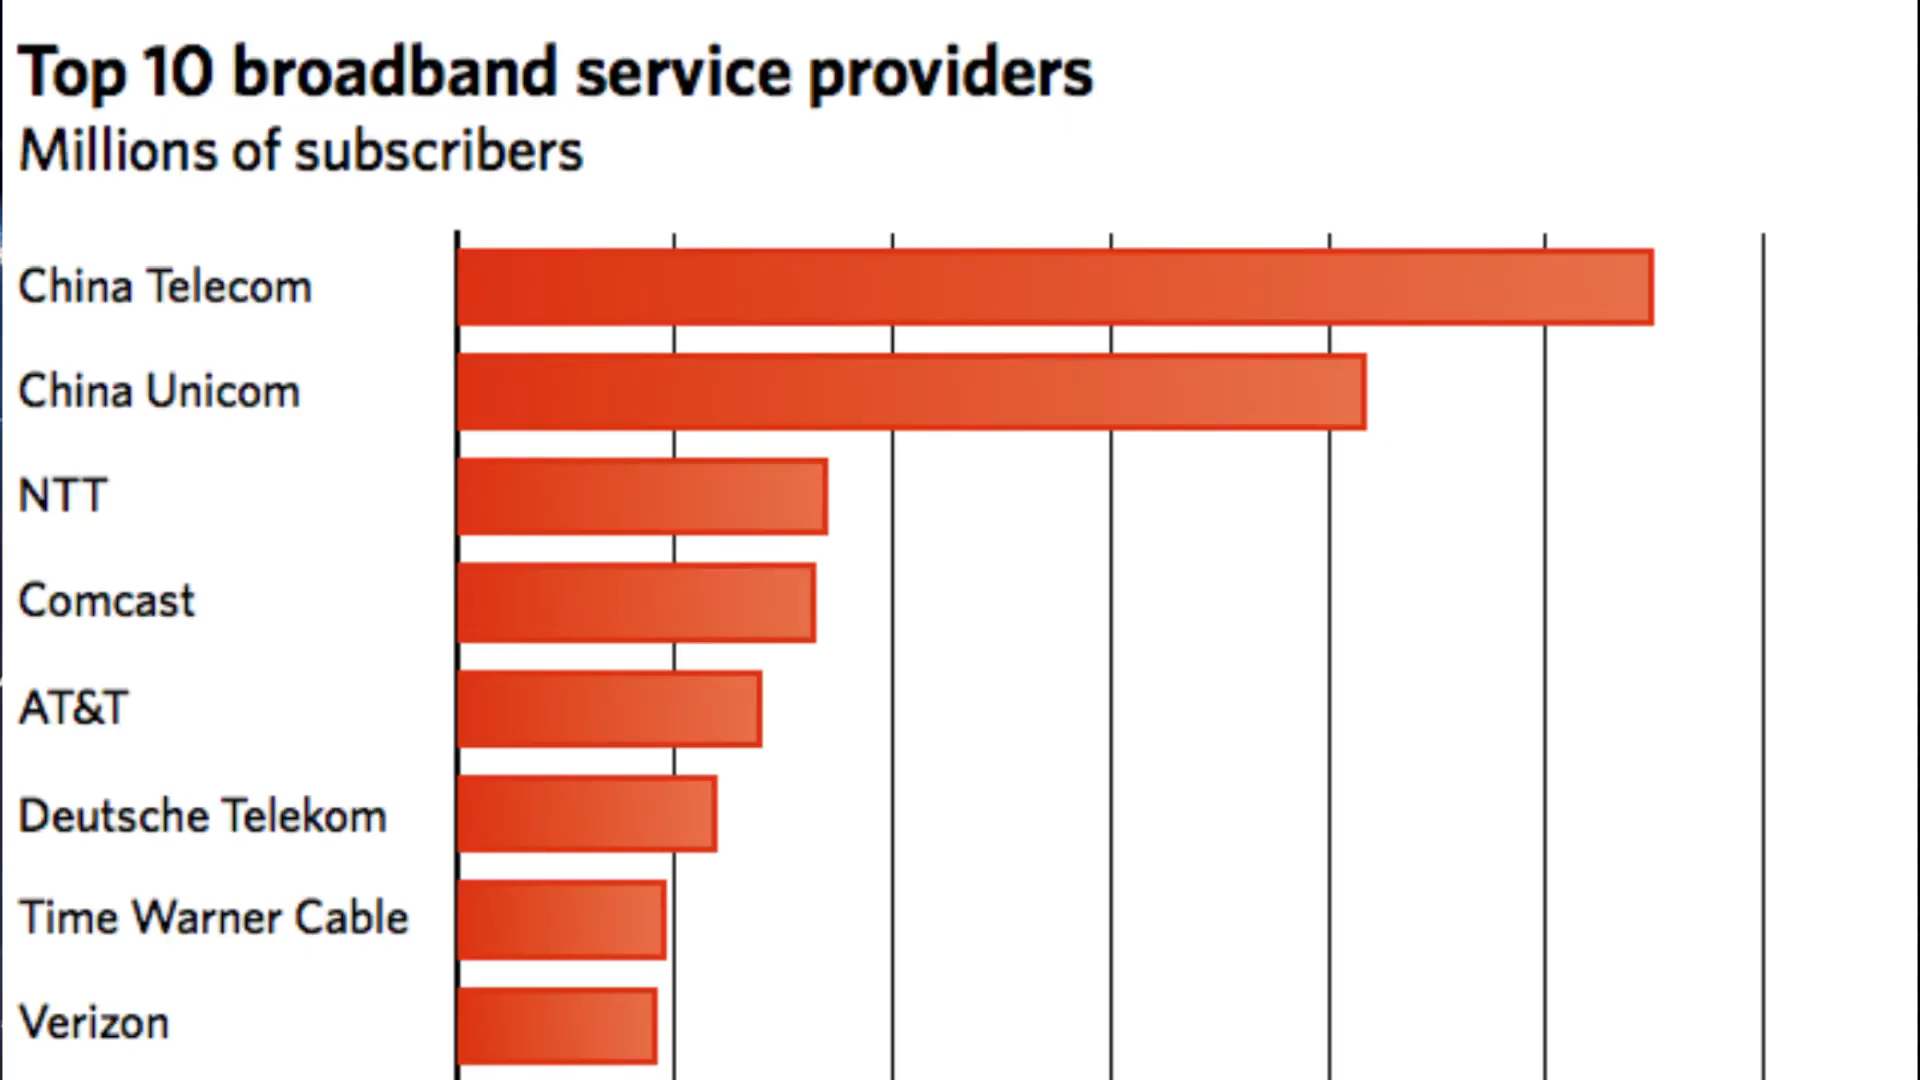 Top 10 broadband service providers
Millions of subscribers
China Telecom
China Unicom
NTT
Comcast
AT&T
Deutsche Telekom
Time Warner Cable
Verizon